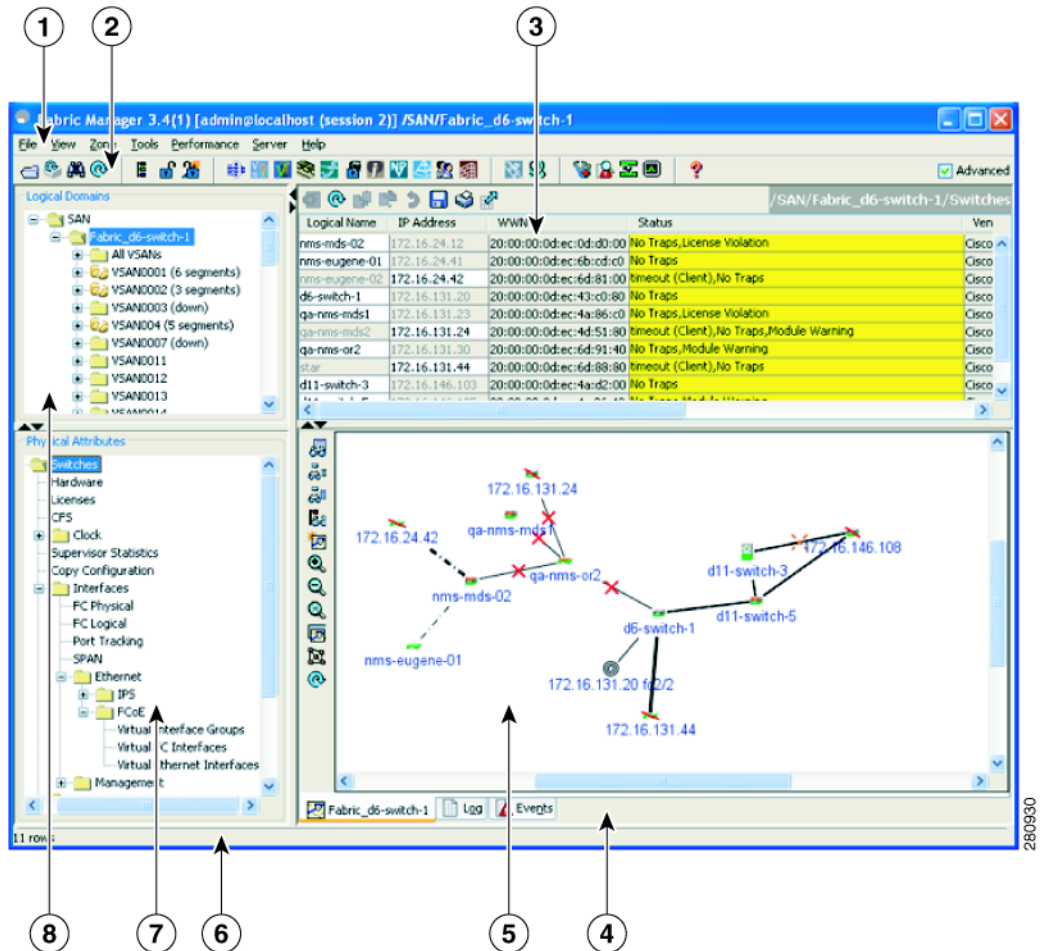 1 2 3
Fabric Manager 3.4(1) [admin@localhost (session 2)] /SAN/Fabric_d6-switch-1
File View Zone Tools Performance Server Help
Advanced
Logical Domains
SAN
Fabric_d6-switch-1
All VSANs
VSAN0001 (6 segments)
VSAN0002 (3 segments)
VSAN0003 (down)
VSAN004 (5 segments)
VSAN0007 (down)
VSAN0011
VSAN0012
VSAN0013
VSAN0014
/SAN/Fabric_d6-switch-1/Switches
Logical Name IP Address WWN Status Ven
nms-mds-02 172.16.24.12 20:00:00:0d:ec:0d:d0:00 No Traps,License Violation Cisco
nms-eugene-01 172.16.24.41 20:00:00:0d:ec:6b:cd:c0 No Traps Cisco
nms-eugene-02 172.16.24.42 20:00:00:0d:ec:6d:81:00 timeout (Client),No Traps Cisco
d6-switch-1 172.16.131.20 20:00:00:0d:ec:43:c0:80 No Traps Cisco
qa-nms-mds1 172.16.131.23 20:00:00:0d:ec:4a:86:c0 No Traps,License Violation Cisco
qa-nms-mds2 172.16.131.24 20:00:00:0d:ec:4d:51:80 timeout (Client),No Traps,Module Warning Cisco
qa-nms-or2 172.16.131.30 20:00:00:0d:ec:6d:91:40 No Traps,Module Warning Cisco
star 172.16.131.44 20:00:00:0d:ec:6d:88:80 timeout (Client),No Traps Cisco
d11-switch-3 172.16.146.103 20:00:00:0d:ec:4a:d2:00 No Traps Cisco
Physical Attributes
Switches
Hardware
Licenses
CFS
Clock
Supervisor Statistics
Copy Configuration
Interfaces
FC Physical
FC Logical
Port Tracking
SPAN
Ethernet
IPS
FCoE
Virtual Interface Groups
Virtual FC Interfaces
Virtual Ethernet Interfaces
Management
172.16.131.24
172.16.24.42
qa-nms-mds1
172.16.146.108
qa-nms-or2
d11-switch-3
nms-mds-02
d11-switch-5
d6-switch-1
nms-eugene-01
172.16.131.20 fc2/2
172.16.131.44
Fabric_d6-switch-1 Log Events
11 rows
280930
8 7 6 5 4